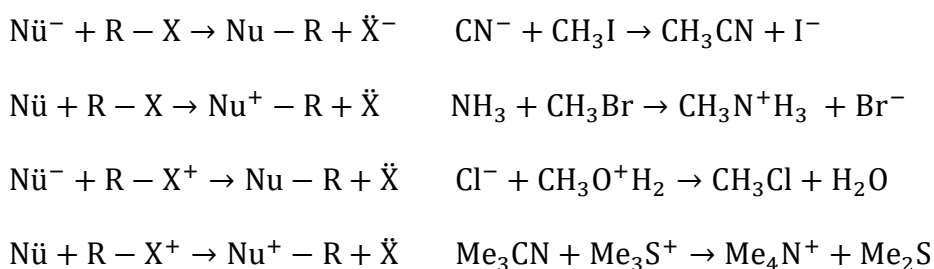 Nü⁻ + R − X → Nu − R + Ẍ⁻ CN⁻ + CH₃I → CH₃CN + I⁻
Nü + R − X → Nu⁺ − R + Ẍ NH₃ + CH₃Br → CH₃N⁺H₃ + Br⁻
Nü⁻ + R − X⁺ → Nu − R + Ẍ Cl⁻ + CH₃O⁺H₂ → CH₃Cl + H₂O
Nü + R − X⁺ → Nu⁺ − R + Ẍ Me₃CN + Me₃S⁺ → Me₄N⁺ + Me₂S